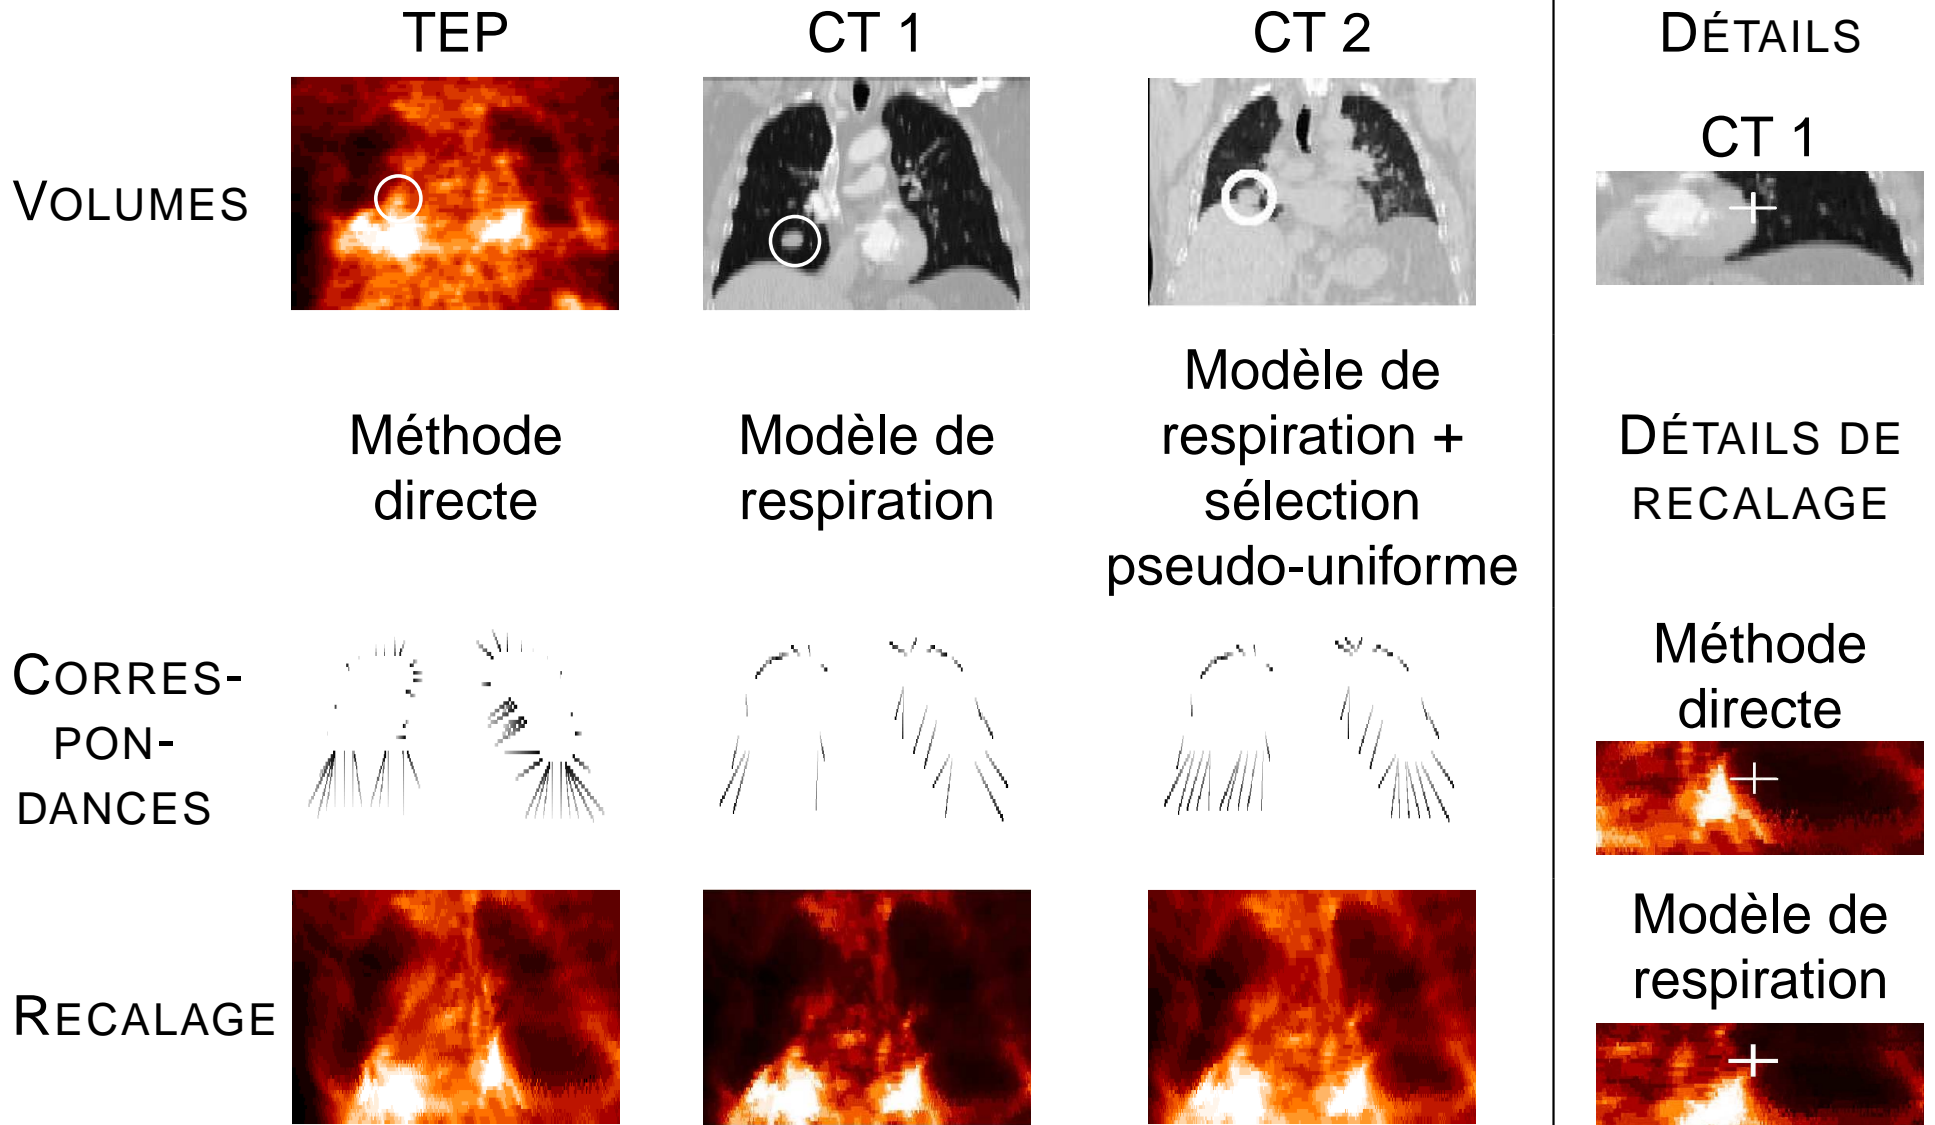 TEP
CT 1
CT 2
DÉTAILS
CT 1
VOLUMES
Méthode
directe
Modèle de
respiration
Modèle de
respiration +
sélection
pseudo-uniforme
DÉTAILS DE
RECALAGE
CORRES-
PON-
DANCES
Méthode
directe
RECALAGE
Modèle de
respiration